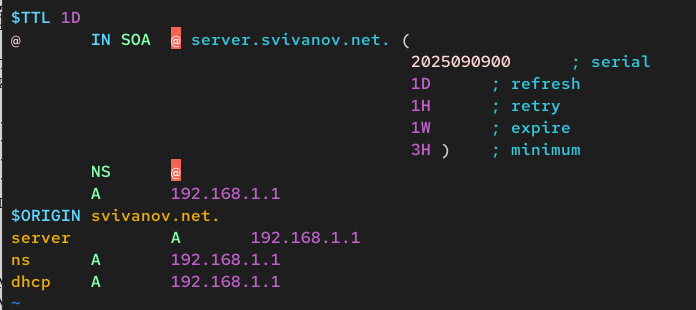 $TTL 1D
@ IN SOA @ server.svivanov.net. (
2025090900 ; serial
1D ; refresh
1H ; retry
1W ; expire
3H ) ; minimum
NS @
A 192.168.1.1
$ORIGIN svivanov.net.
server A 192.168.1.1
ns A 192.168.1.1
dhcp A 192.168.1.1
~